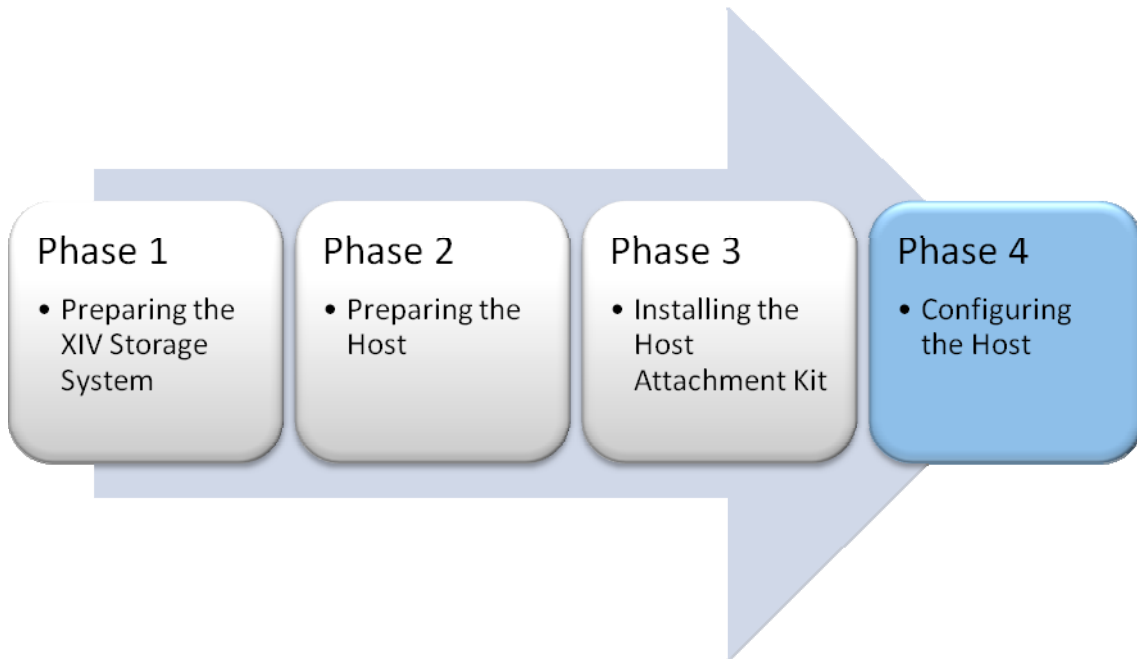 Phase 1
• Preparing the
XIV Storage
System
Phase 2
• Preparing the
Host
Phase 3
• Installing the
Host
Attachment Kit
Phase 4
• Configuring
the Host